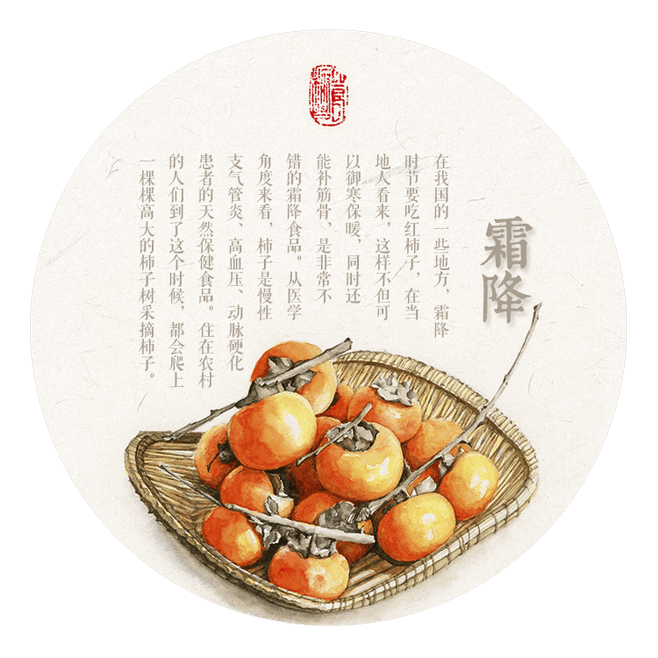 霜降
在我国的一些地方，霜降
时节要吃红柿子，在当
地人看来，这样不但可
以御寒保暖，同时还
能补筋骨、是非常不
错的霜降食品。从医学
角度来看，柿子是慢性
支气管炎、高血压、动脉硬化
患者的天然保健食品。住在农村
的人们到了这个时候，都会爬上
一棵棵高大的柿子树采摘柿子。